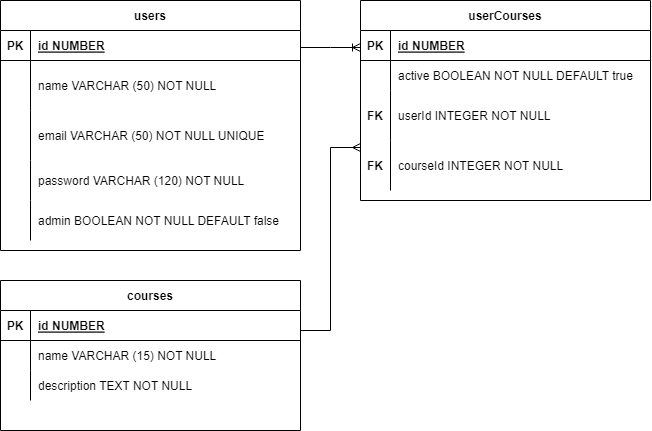 users
PK id NUMBER
name VARCHAR (50) NOT NULL
email VARCHAR (50) NOT NULL UNIQUE
password VARCHAR (120) NOT NULL
admin BOOLEAN NOT NULL DEFAULT false
userCourses
PK id NUMBER
active BOOLEAN NOT NULL DEFAULT true
FK userId INTEGER NOT NULL
FK courseId INTEGER NOT NULL
courses
PK id NUMBER
name VARCHAR (15) NOT NULL
description TEXT NOT NULL